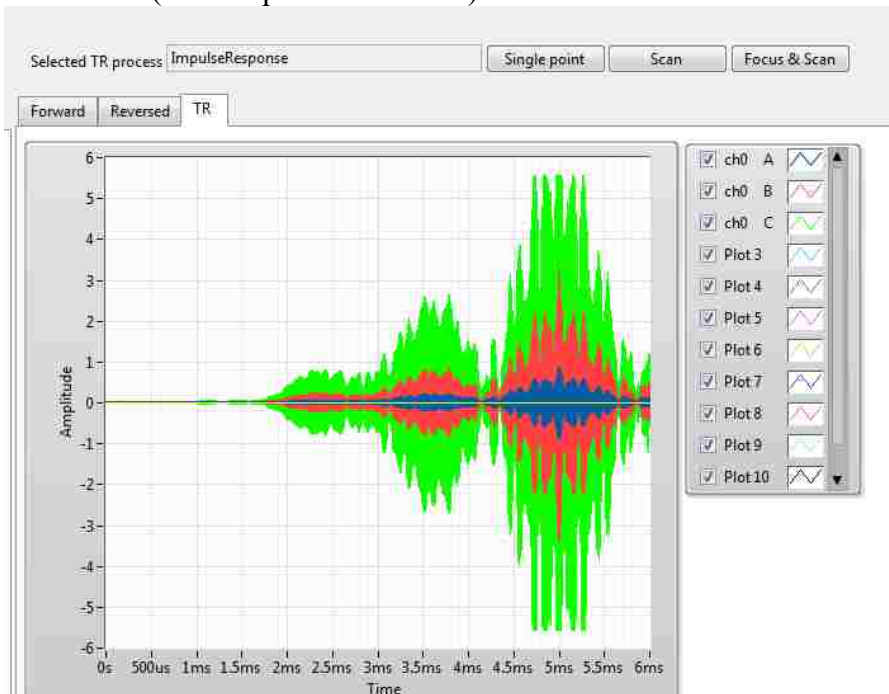 Selected TR process ImpulseResponse Single point Scan Focus & Scan
Forward Reversed TR
6
5
4
3
2
1
0
-1
-2
-3
-4
-5
-6
Amplitude
0s 500us 1ms 1.5ms 2ms 2.5ms 3ms 3.5ms 4ms 4.5ms 5ms 5.5ms 6ms
Time
ch0 A
ch0 B
ch0 C
Plot 3
Plot 4
Plot 5
Plot 6
Plot 7
Plot 8
Plot 9
Plot 10